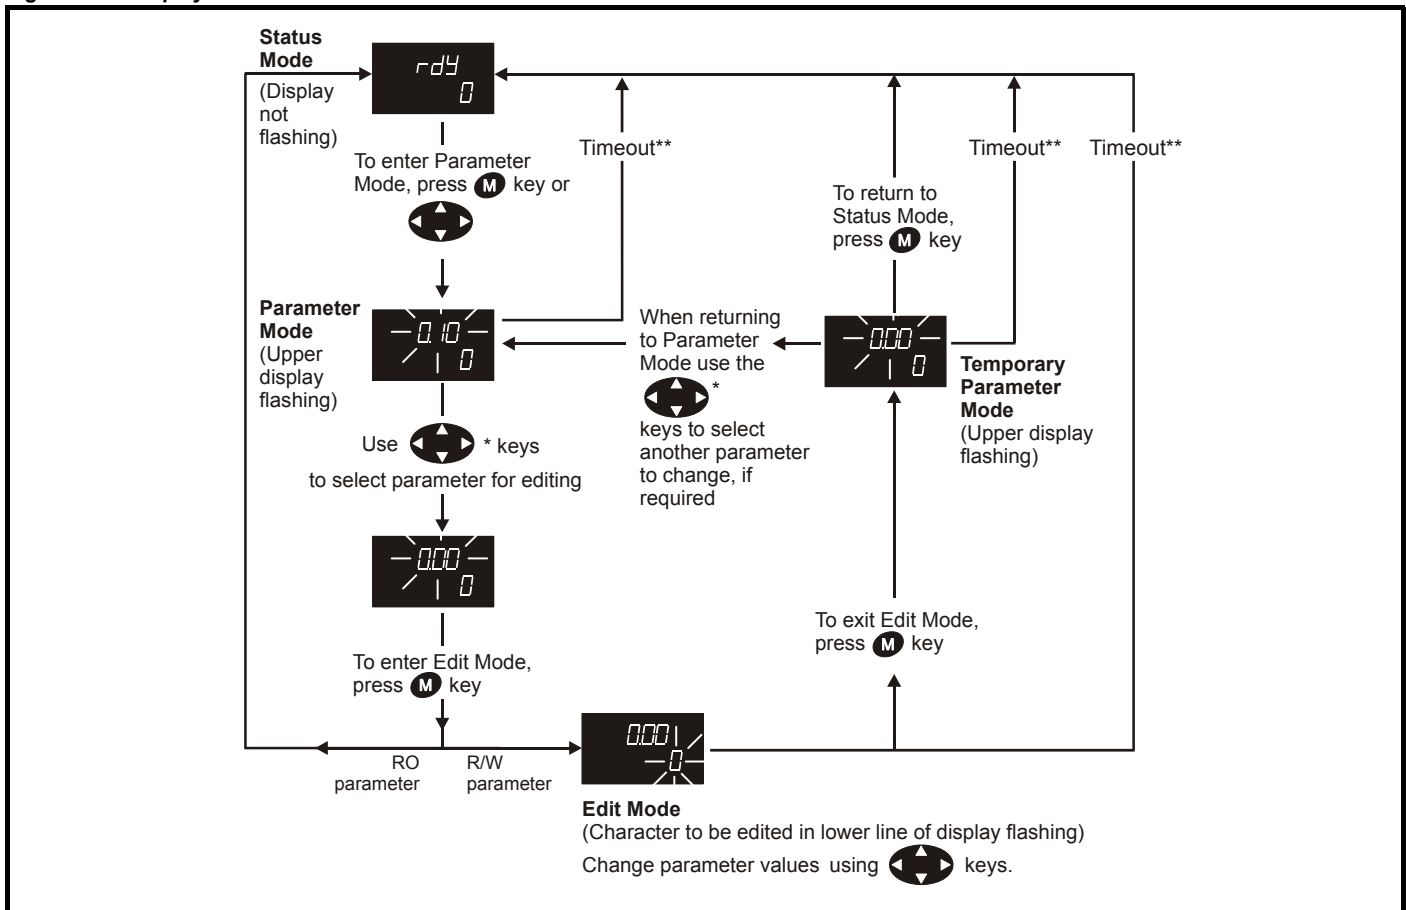 Status
Mode
(Display
not
flashing)
rdY
0
To enter Parameter
Mode, press M key or
Timeout**
Timeout**
Timeout**
To return to
Status Mode,
press M key
Parameter
Mode
(Upper
display
flashing)
0.10
0
When returning
to Parameter
Mode use the
*
keys to select
another parameter
to change, if
required
0.00
0
Temporary
Parameter
Mode
(Upper display
flashing)
Use * keys
to select parameter for editing
0.00
0
To enter Edit Mode,
press M key
To exit Edit Mode,
press M key
RO
parameter
R/W
parameter
0.00
0
Edit Mode
(Character to be edited in lower line of display flashing)
Change parameter values using keys.